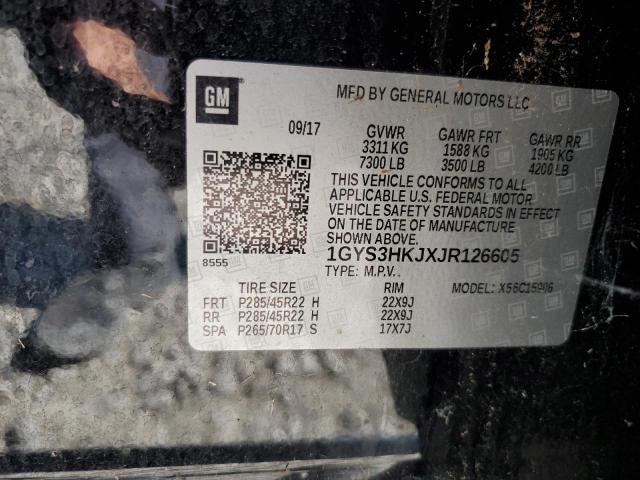 GM
MFD BY GENERAL MOTORS LLC
09/17 GVWR GAWR FRT GAWR RR
3311 KG 1588 KG 1905 KG
7300 LB 3500 LB 4200 LB
THIS VEHICLE CONFORMS TO ALL
APPLICABLE U.S. FEDERAL MOTOR
VEHICLE SAFETY STANDARDS IN EFFECT
ON THE DATE OF MANUFACTURE
SHOWN ABOVE.
8555
1GYS3HKJXJR126605
TYPE: M.P.V.
MODEL: X56C15906
TIRE SIZE RIM
FRT P285/45R22 H 22X9J
RR P285/45R22 H 22X9J
SPA P265/70R17 S 17X7J